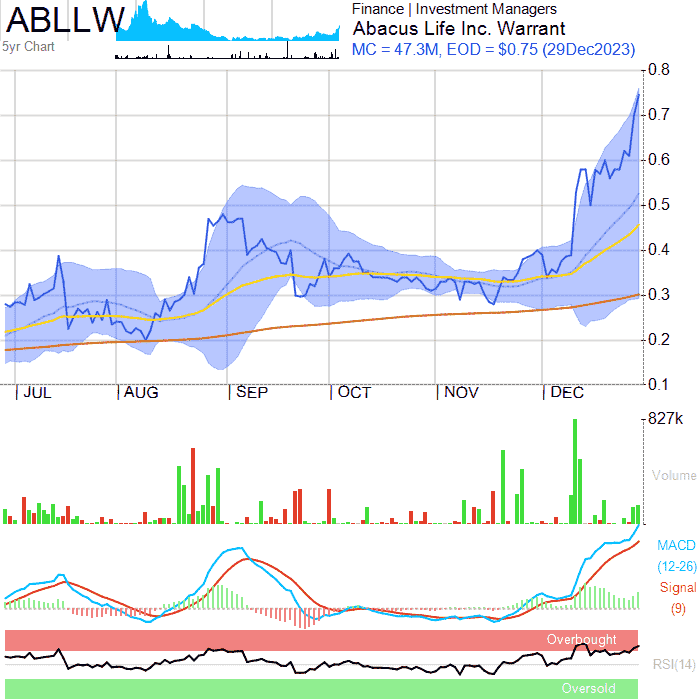 ABLLW
5yr Chart
Finance | Investment Managers
Abacus Life Inc. Warrant
MC = 47.3M, EOD = $0.75 (29Dec2023)
0.8
0.7
0.6
0.5
0.4
0.3
0.2
0.1
JUL AUG SEP OCT NOV DEC
827k
Volume
MACD
(12-26)
Signal
(9)
Overbought
RSI(14)
Oversold